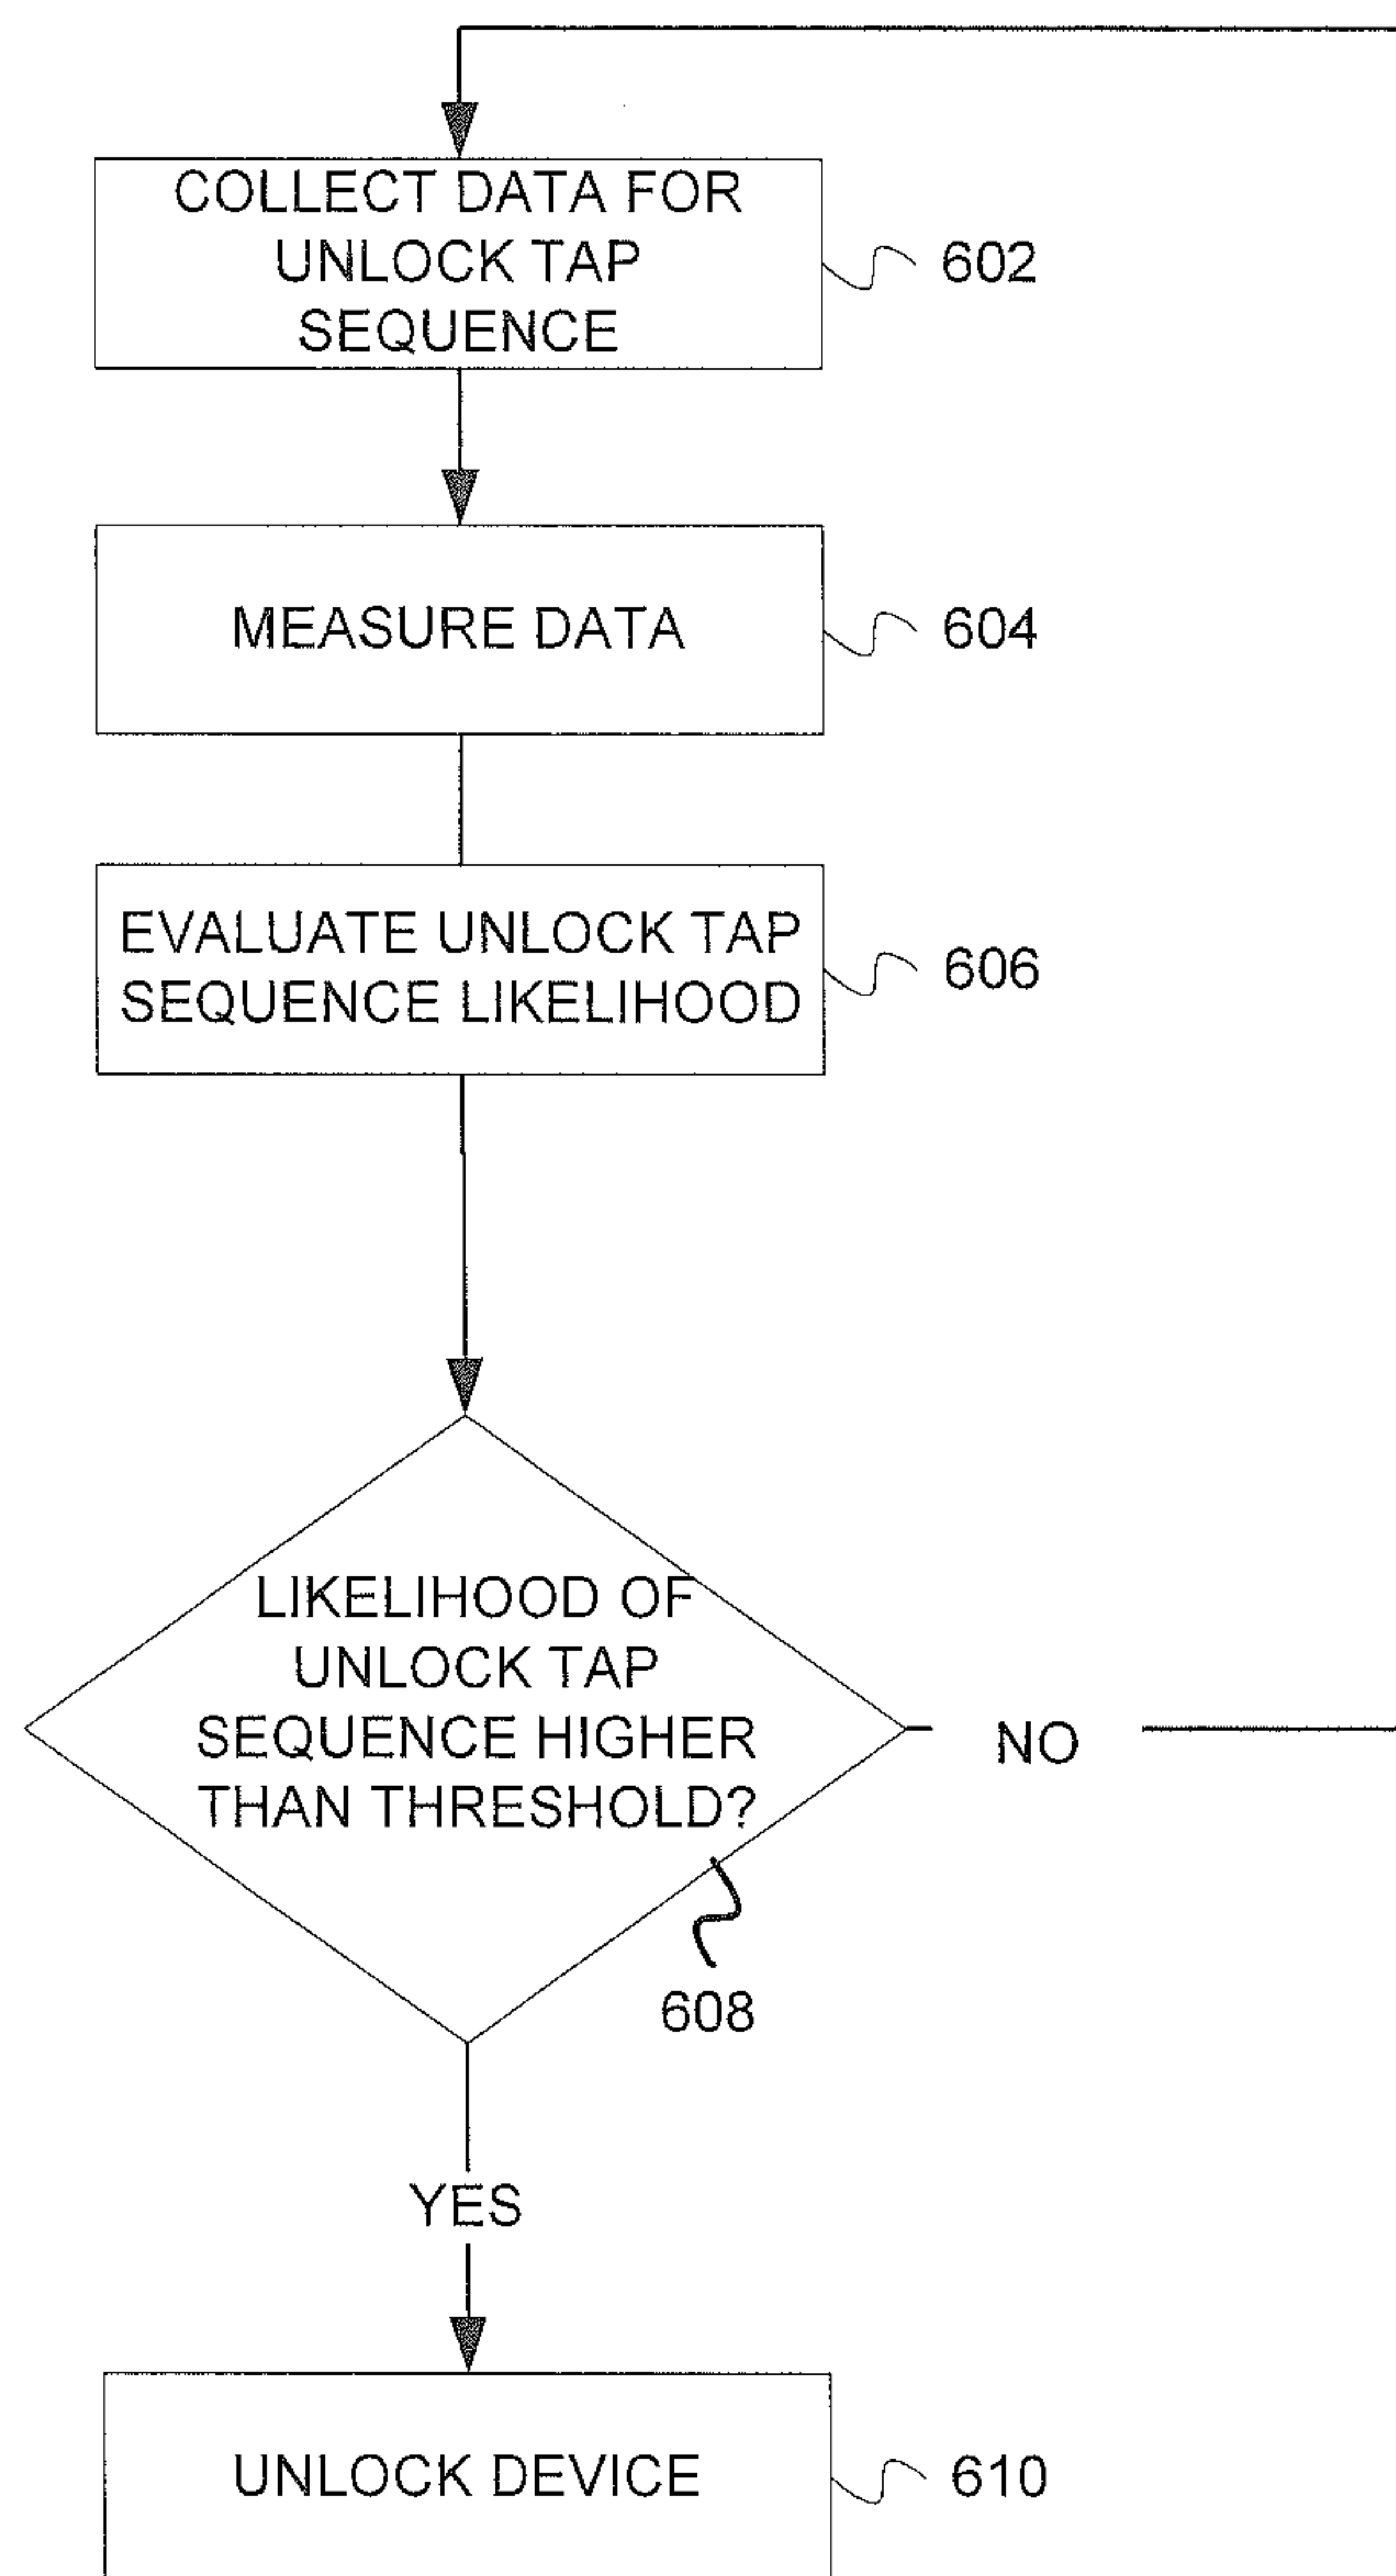 COLLECT DATA FOR
UNLOCK TAP
SEQUENCE
602
MEASURE DATA
604
EVALUATE UNLOCK TAP
SEQUENCE LIKELIHOOD
606
LIKELIHOOD OF
UNLOCK TAP
SEQUENCE HIGHER
THAN THRESHOLD?
NO
608
YES
UNLOCK DEVICE
610